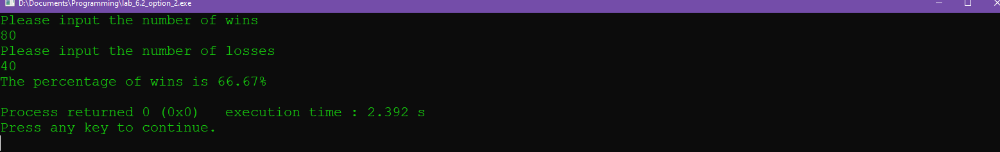 D:\Documents\Programming\lab_6.2_option_2.exe
Please input the number of wins
80
Please input the number of losses
40
The percentage of wins is 66.67%
Process returned 0 (0x0)   execution time : 2.392 s
Press any key to continue.